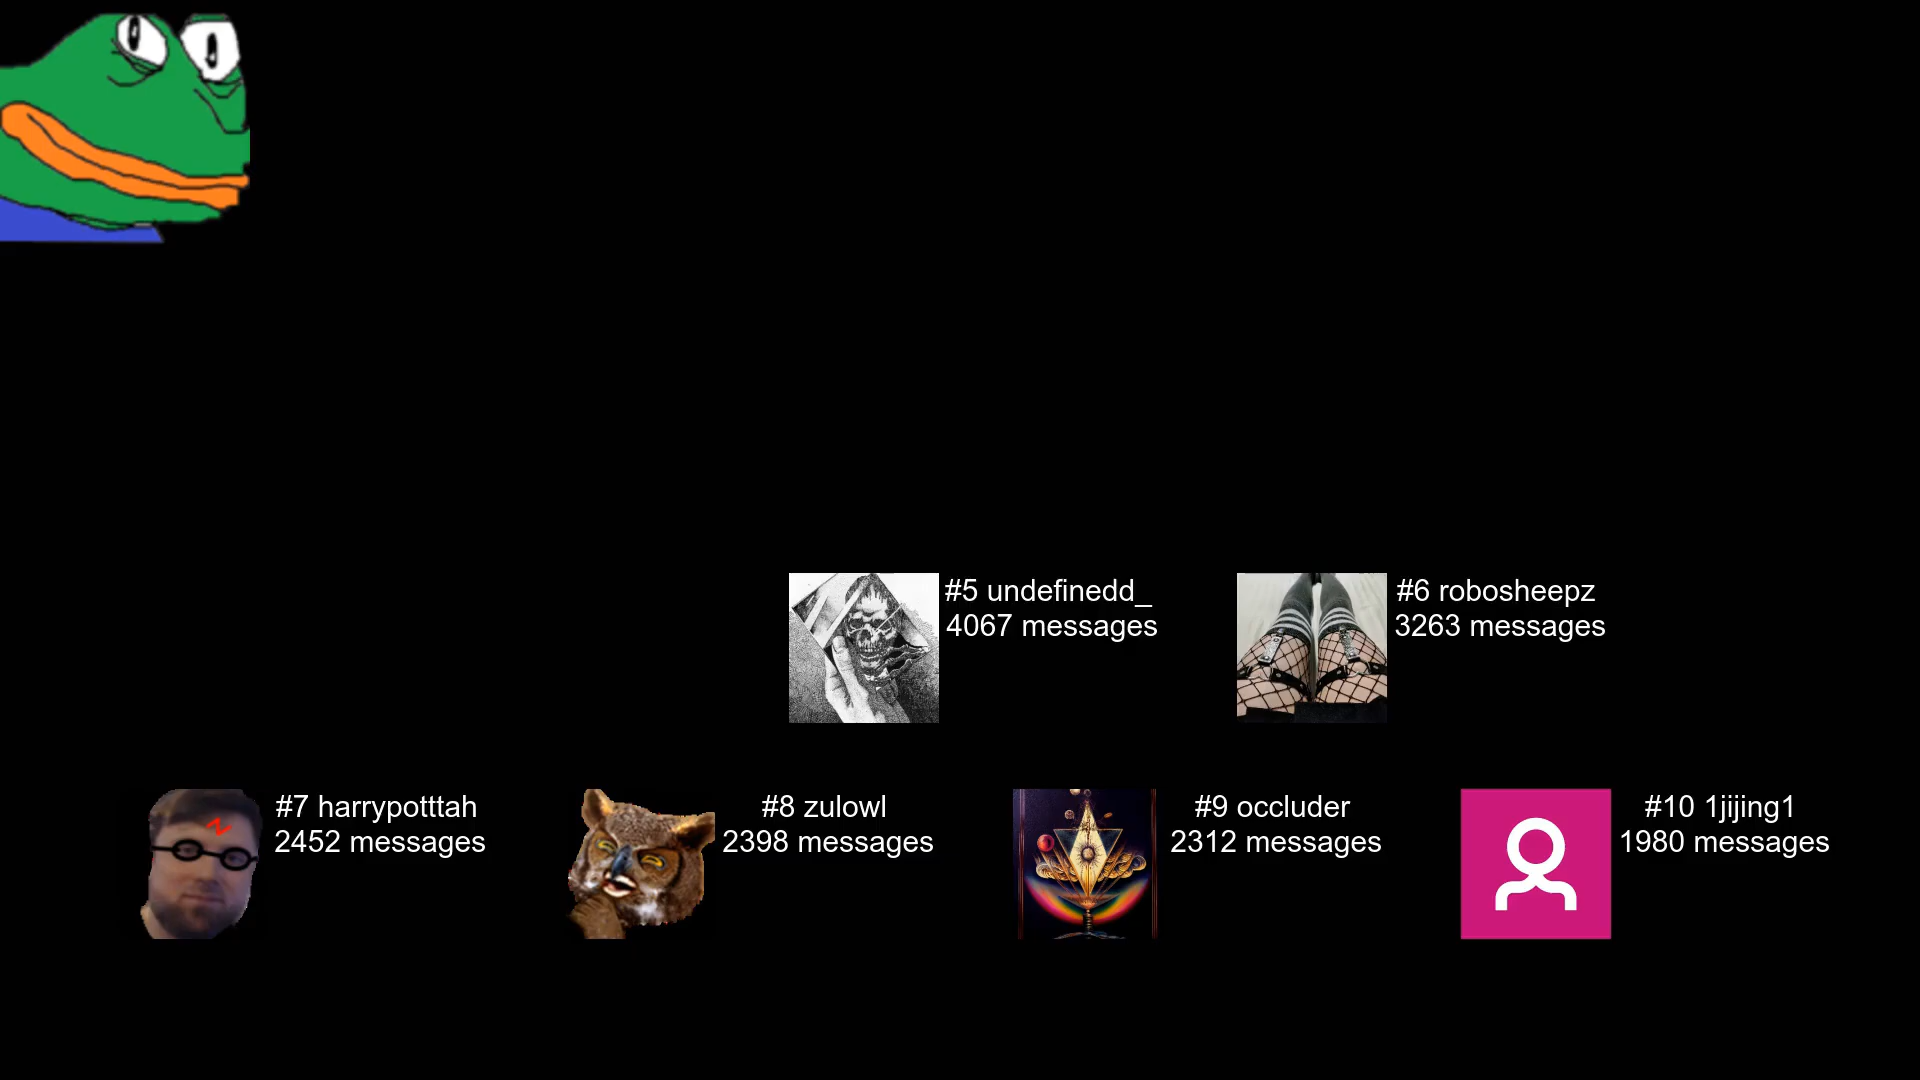 #5 undefinedd_
4067 messages
#6 robosheepz
3263 messages
#7 harrypotttah
2452 messages
#8 zulowl
2398 messages
#9 occluder
2312 messages
#10 1jijing1
1980 messages